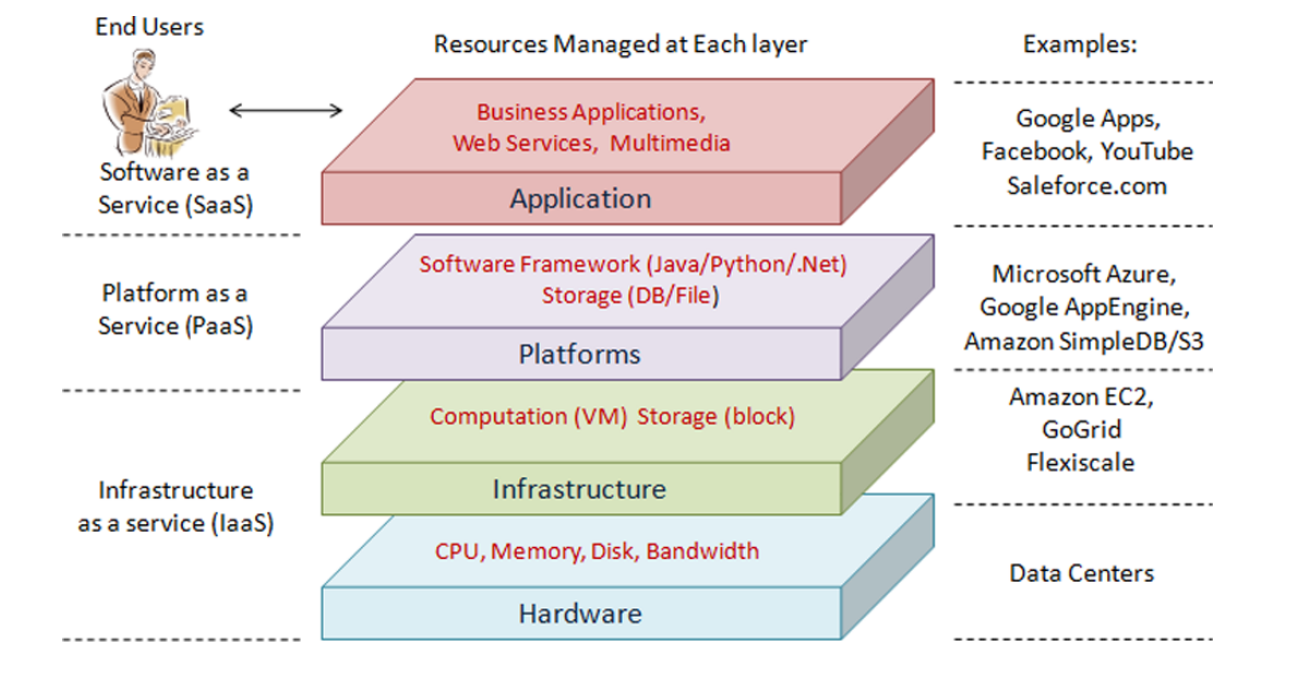 End Users
Resources Managed at Each layer
Examples:
Business Applications,
Web Services, Multimedia
Application
Software as a
Service (SaaS)
Google Apps,
Facebook, YouTube
Saleforce.com
Software Framework (Java/Python/.Net)
Storage (DB/File)
Platforms
Platform as a
Service (PaaS)
Microsoft Azure,
Google AppEngine,
Amazon SimpleDB/S3
Computation (VM) Storage (block)
Infrastructure
Amazon EC2,
GoGrid
Flexiscale
Infrastructure
as a service (IaaS)
CPU, Memory, Disk, Bandwidth
Hardware
Data Centers